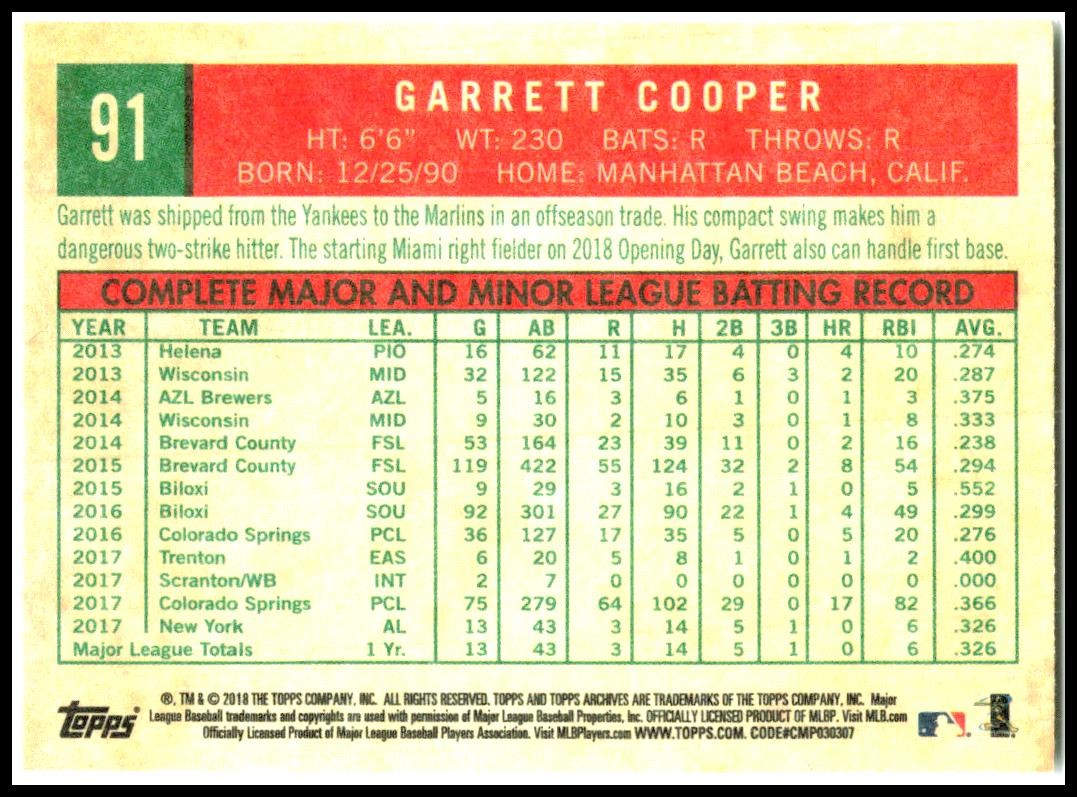 91
GARRETT COOPER
HT: 6'6" WT: 230 BATS: R THROWS: R
BORN: 12/25/90 HOME: MANHATTAN BEACH, CALIF.
Garrett was shipped from the Yankees to the Marlins in an offseason trade. His compact swing makes him a
dangerous two-strike hitter. The starting Miami right fielder on 2018 Opening Day, Garrett also can handle first base.
COMPLETE MAJOR AND MINOR LEAGUE BATTING RECORD
YEAR TEAM LEA. G AB R H 2B 3B HR RBI AVG.
2013 Helena PIO 16 62 11 17 4 0 4 10 .274
2013 Wisconsin MID 32 122 15 35 6 3 2 20 .287
2014 AZL Brewers AZL 5 16 3 6 1 0 1 3 .375
2014 Wisconsin MID 9 30 2 10 3 0 1 8 .333
2014 Brevard County FSL 53 164 23 39 11 0 2 16 .238
2015 Brevard County FSL 119 422 55 124 32 2 8 54 .294
2015 Biloxi SOU 9 29 3 16 2 1 0 5 .552
2016 Biloxi SOU 92 301 27 90 22 1 4 49 .299
2016 Colorado Springs PCL 36 127 17 35 5 0 5 20 .276
2017 Trenton EAS 6 20 5 8 1 0 1 2 .400
2017 Scranton/WB INT 2 7 0 0 0 0 0 0 .000
2017 Colorado Springs PCL 75 279 64 102 29 0 17 82 .366
2017 New York AL 13 43 3 14 5 1 0 6 .326
Major League Totals 1 Yr. 13 43 3 14 5 1 0 6 .326
topps
®, TM & © 2018 THE TOPPS COMPANY, INC. ALL RIGHTS RESERVED. TOPPS AND TOPPS ARCHIVES ARE TRADEMARKS OF THE TOPPS COMPANY, INC. Major
League Baseball trademarks and copyrights are used with permission of Major League Baseball Properties, Inc. OFFICIALLY LICENSED PRODUCT OF MLBP. Visit MLB.com
Officially Licensed Product of Major League Baseball Players Association. Visit MLBPlayers.com WWW.TOPPS.COM. CODE#CMP030307